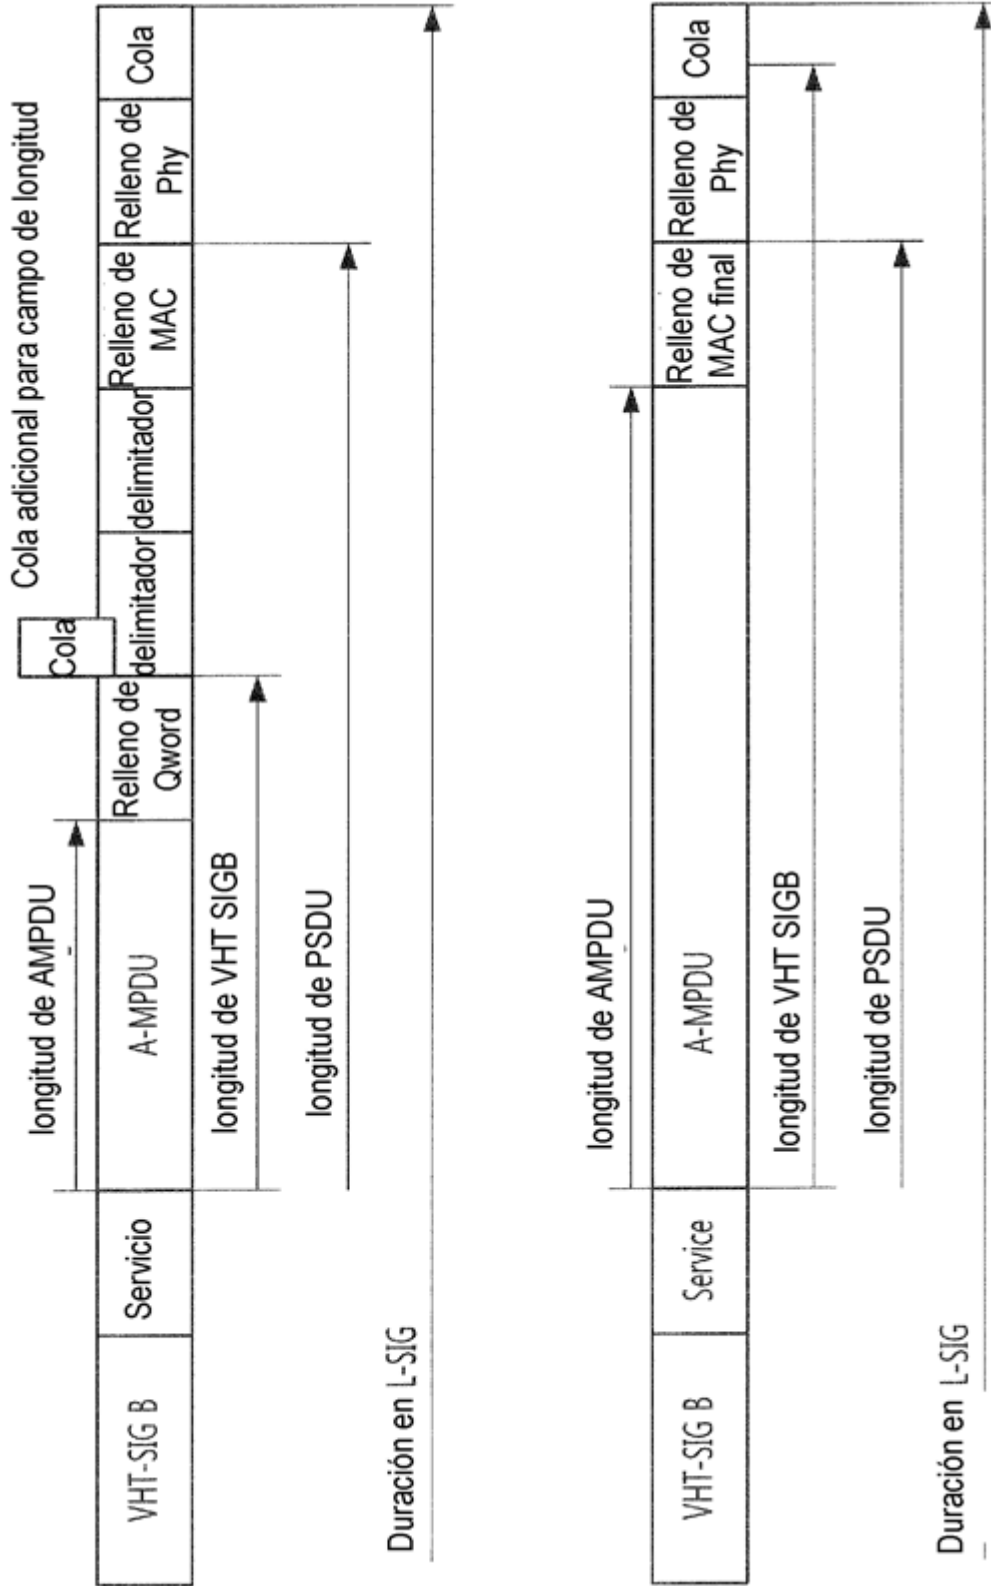 Cola adicional para campo de longitud
Cola
longitud de AMPDU
VHT-SIG B
Servicio
A-MPDU
Relleno de
Qword
delimitador
delimitador
Relleno de
MAC
Relleno de
Phy
Cola
longitud de VHT SIGB
longitud de PSDU
Duración en L-SIG
longitud de AMPDU
VHT-SIG B
Service
A-MPDU
Relleno de
MAC final
Relleno de
Phy
Cola
longitud de VHT SIGB
longitud de PSDU
Duración en L-SIG